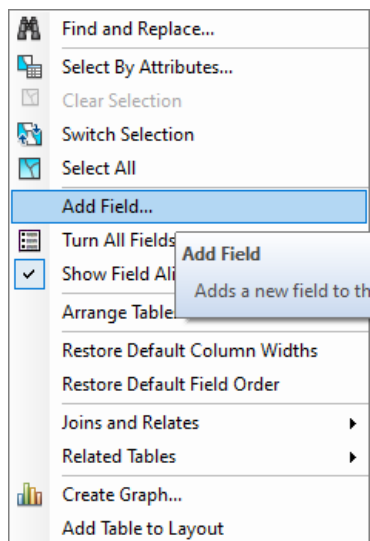 Find and Replace...
Select By Attributes...
Clear Selection
Switch Selection
Select All
Add Field...
Turn All Fields
Add Field
Show Field Ali
Adds a new field to th
Arrange Table
Restore Default Column Widths
Restore Default Field Order
Joins and Relates
Related Tables
Create Graph...
Add Table to Layout